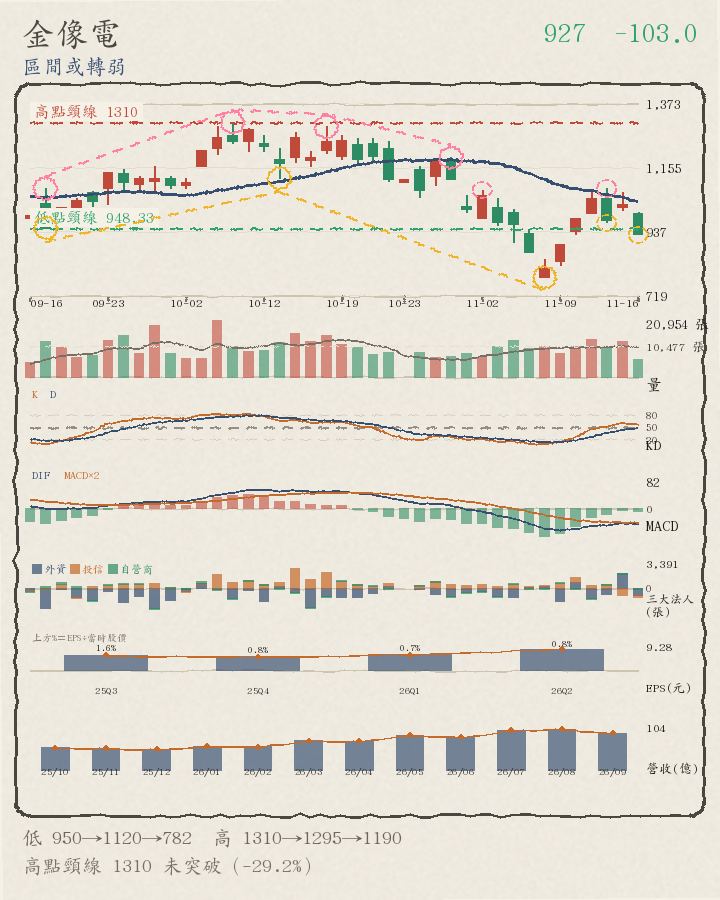 金像電
927 -103.0
區間或轉弱
高點頸線 1310
1,373
1,155
低點頸線 948.33
937
719
09-16 09-23 10-02 10-12 10-19 10-23 11-02 11-09 11-16
20,954 張
10,477 張
量
K D
80
50
20
KD
DIF MACD×2
82
0
MACD
外資 投信 自營商
3,391
0
三大法人
(張)
上方%=EPS÷當時股價
1.6% 0.8% 0.7% 0.8%
9.28
25Q3 25Q4 26Q1 26Q2
EPS(元)
104
25/10 25/11 25/12 26/01 26/02 26/03 26/04 26/05 26/06 26/07 26/08 26/09
營收(億)
低 950→1120→782 高 1310→1295→1190
高點頸線 1310 未突破 (-29.2%)